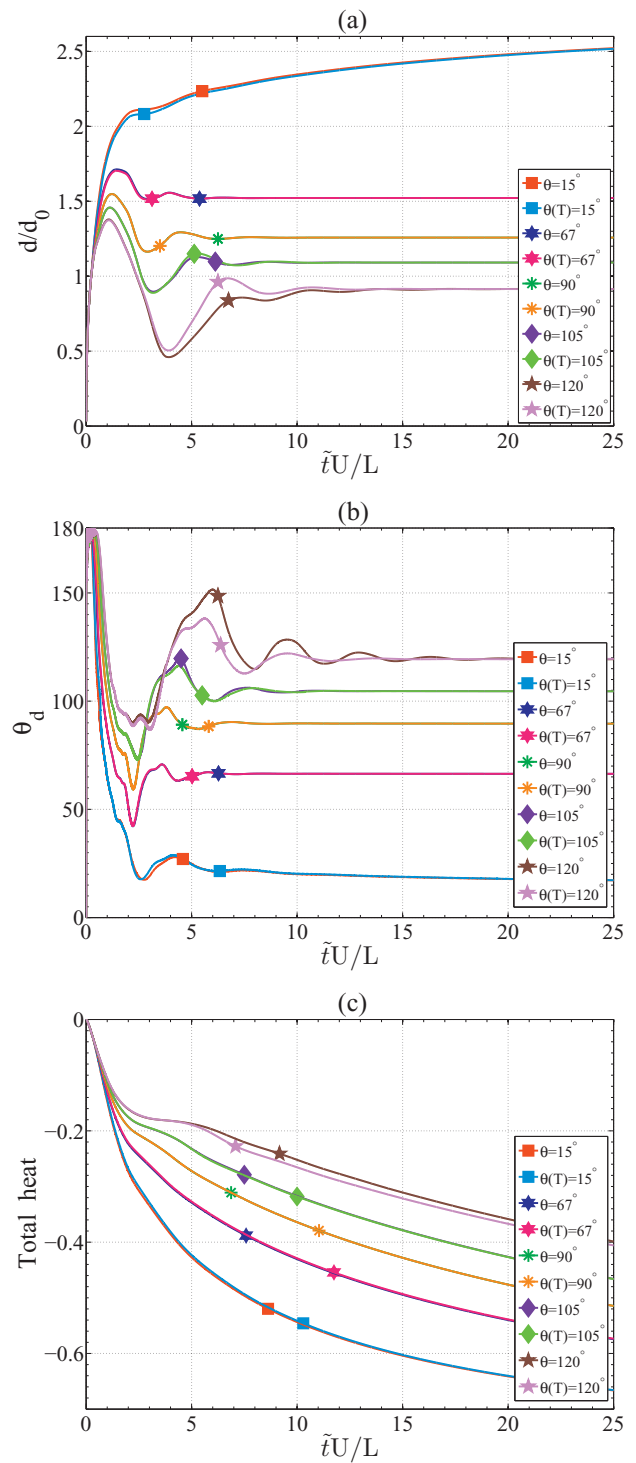 (a)
2.5
2
1.5
1
0.5
0
d/d0
θ=15°
θ(T)=15°
θ=67°
θ(T)=67°
θ=90°
θ(T)=90°
θ=105°
θ(T)=105°
θ=120°
θ(T)=120°
0 5 10 15 20 25
t̃U/L
(b)
180
150
100
50
0
θd
θ=15°
θ(T)=15°
θ=67°
θ(T)=67°
θ=90°
θ(T)=90°
θ=105°
θ(T)=105°
θ=120°
θ(T)=120°
0 5 10 15 20 25
t̃U/L
(c)
0
−0.2
−0.4
−0.6
Total heat
θ=15°
θ(T)=15°
θ=67°
θ(T)=67°
θ=90°
θ(T)=90°
θ=105°
θ(T)=105°
θ=120°
θ(T)=120°
0 5 10 15 20 25
t̃U/L